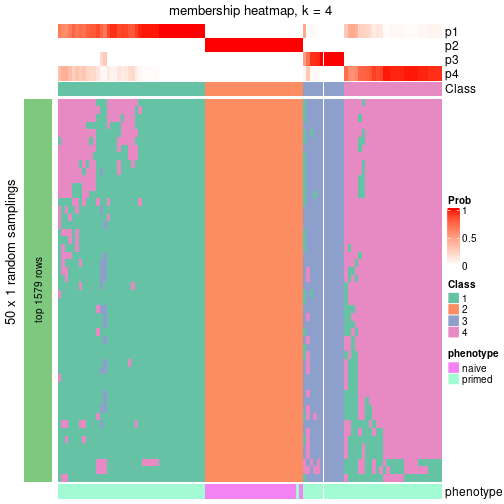 membership heatmap, k = 4
p1
p2
p3
p4
Class
50 x 1 random samplings
top 1579 rows
Prob
1
0.5
0
Class
1
2
3
4
phenotype
naive
primed
phenotype